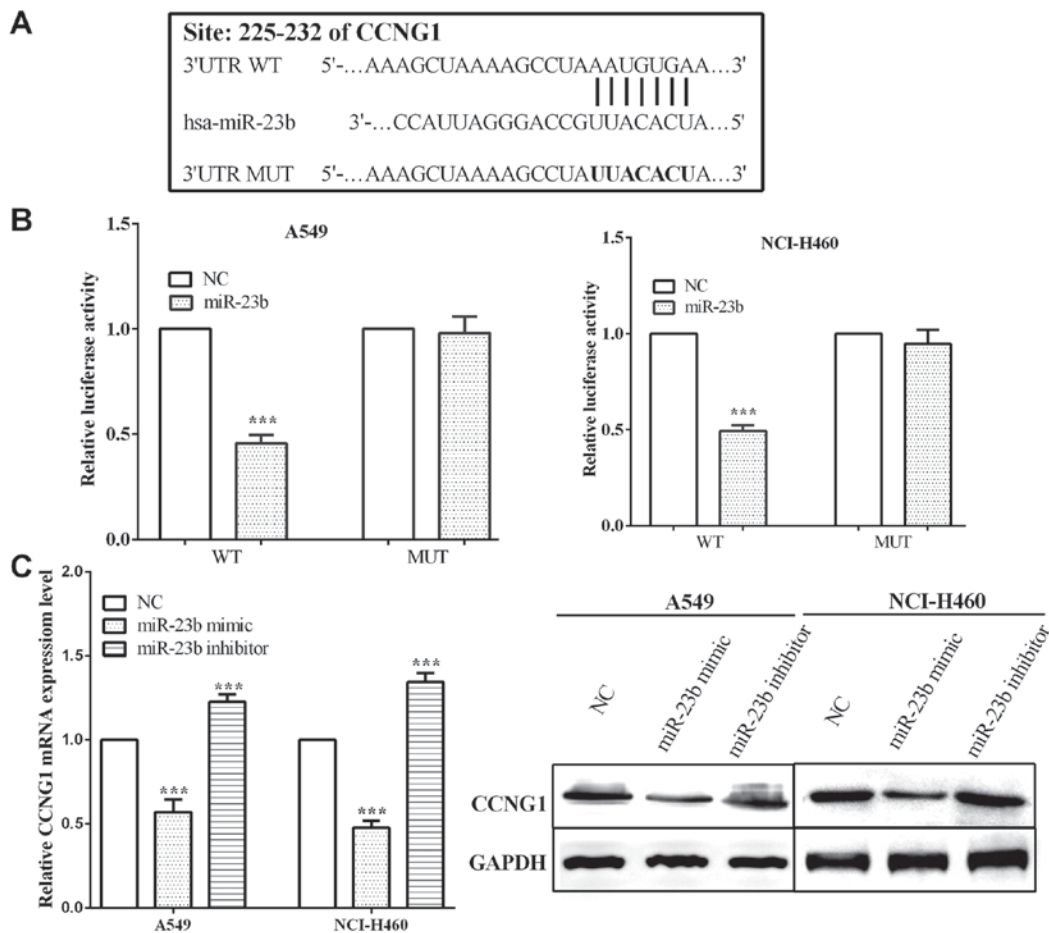 A
Site: 225-232 of CCNG1
3'UTR WT 5'-…AAAGCUAAAAGCCUAAAUGUGAA…3'
hsa-miR-23b 3'-…CCAUUAGGGACCGUUACACUA…5'
3'UTR MUT 5'-…AAAGCUAAAAGCCUAUUACACUA…3'
B
A549
Relative luciferase activity
1.5
1.0
0.5
0.0
NC
miR-23b
***
WT
MUT
NCI-H460
Relative luciferase activity
1.5
1.0
0.5
0.0
NC
miR-23b
***
WT
MUT
C
Relative CCNG1 mRNA expressiom level
2.0
1.5
1.0
0.5
0.0
NC
miR-23b mimic
miR-23b inhibitor
***
***
***
***
A549
NCI-H460
A549
NCI-H460
NC
miR-23b mimic
miR-23b inhibitor
NC
miR-23b mimic
miR-23b inhibitor
CCNG1
GAPDH